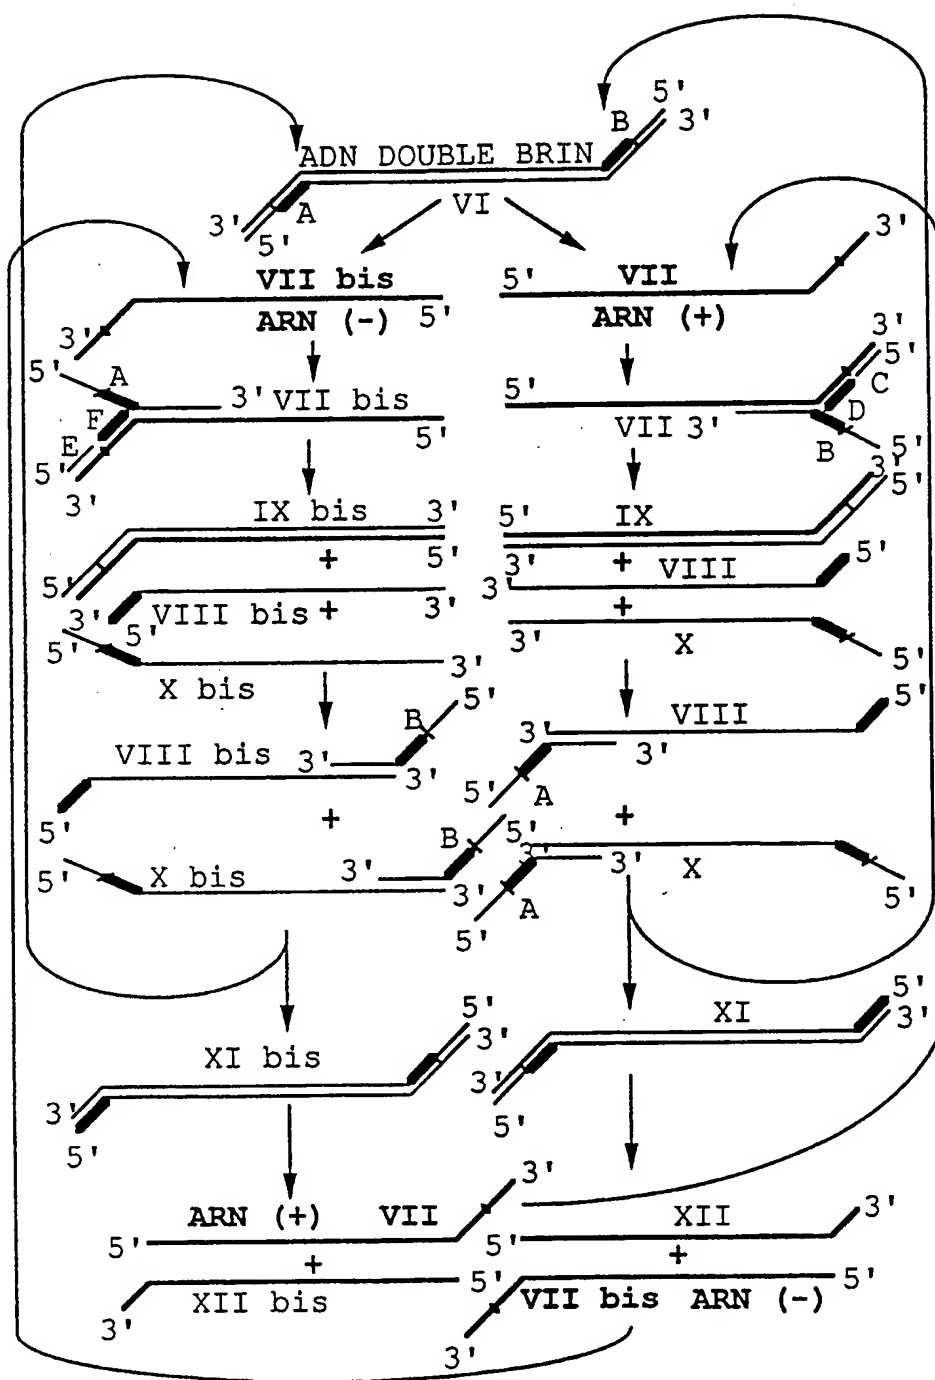 5'
B
3'
ADN DOUBLE BRIN
3'
A
VI
5'
VII bis
5'
VII
3'
ARN (-)
5'
ARN (+)
3'
3'
5'
A
5'
F
3' VII bis
5'
C
E
5'
VII 3'
D
B
5'
5'
3'
3'
IX bis
3'
5'
IX
5'
5'
+
5'
3'
+
VIII
5'
3'
3'
VIII bis
+
3'
+
5'
5'
3'
X
X bis
3'
5'
5'
5'
B
VIII
VIII bis
3'
3'
3'
3'
5'
A
5'
+
+
B
5'
3'
3'
X
5'
X bis
3'
3'
A
5'
5'
5'
5'
XI
3'
XI bis
3'
3'
3'
5'
5'
3'
ARN (+) VII
XII
3'
5'
5'
+
+
XII bis
5'
VII bis ARN (-)
5'
3'
3'